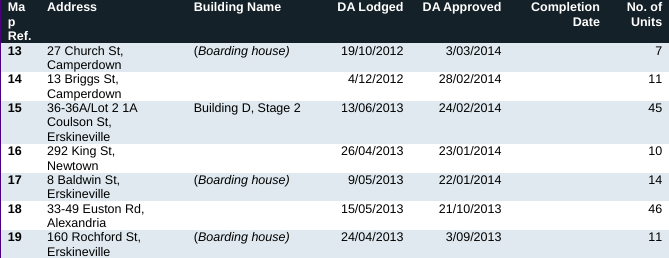 Ma Address Building Name DA Lodged DA Approved Completion No. of
p Date Units
Ref.
13 27 Church St, (Boarding house) 19/10/2012 3/03/2014 7
Camperdown
14 13 Briggs St, 4/12/2012 28/02/2014 11
Camperdown
15 36-36A/Lot 2 1A Building D, Stage 2 13/06/2013 24/02/2014 45
Coulson St,
Erskineville
16 292 King St, 26/04/2013 23/01/2014 10
Newtown
17 8 Baldwin St, (Boarding house) 9/05/2013 22/01/2014 14
Erskineville
18 33-49 Euston Rd, 15/05/2013 21/10/2013 46
Alexandria
19 160 Rochford St, (Boarding house) 24/04/2013 3/09/2013 11
Erskineville